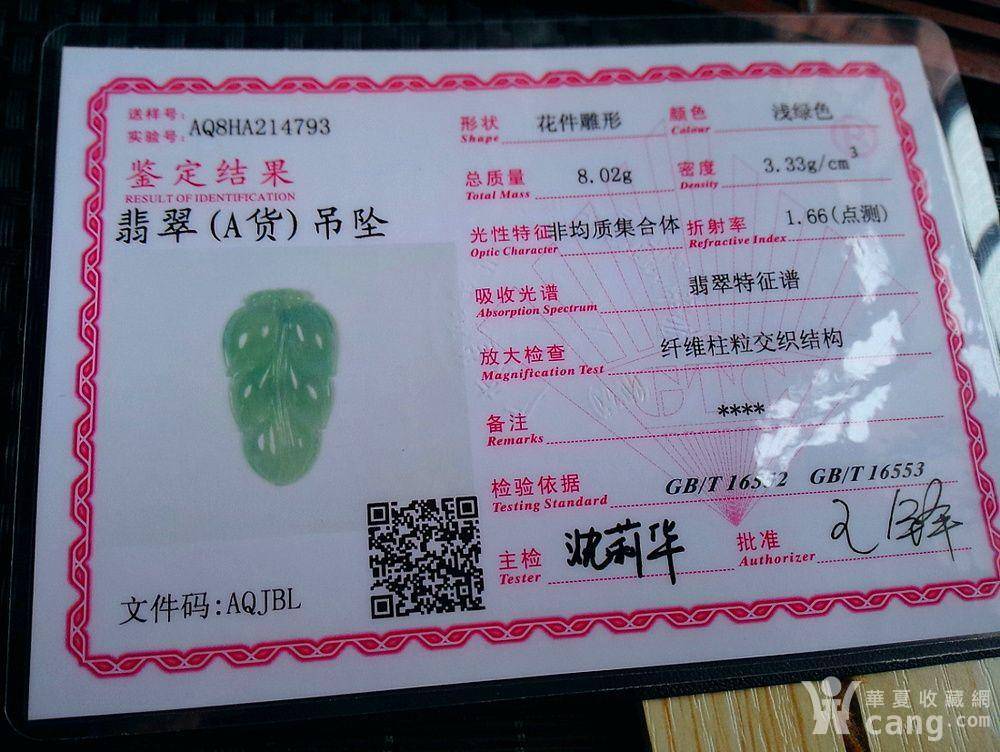 送样号:
实验号: AQ8HA214793
鉴定结果
RESULT OF IDENTIFICATION
翡翠(A货)吊坠
文件码:AQJBL
形状 花件雕形 颜色 浅绿色
Shape Colour
总质量 8.02g 密度 3.33g/cm³
Total Mass Density
光性特征 非均质集合体 折射率 1.66(点测)
Optic Character Refractive Index
吸收光谱 翡翠特征谱
Absorption Spectrum
放大检查 纤维柱粒交织结构
Magnification Test
备注 ****
Remarks
检验依据 GB/T 16552 GB/T 16553
Testing Standard
主检 沈莉华 批准
Tester Authorizer
華夏收藏網
cang.com